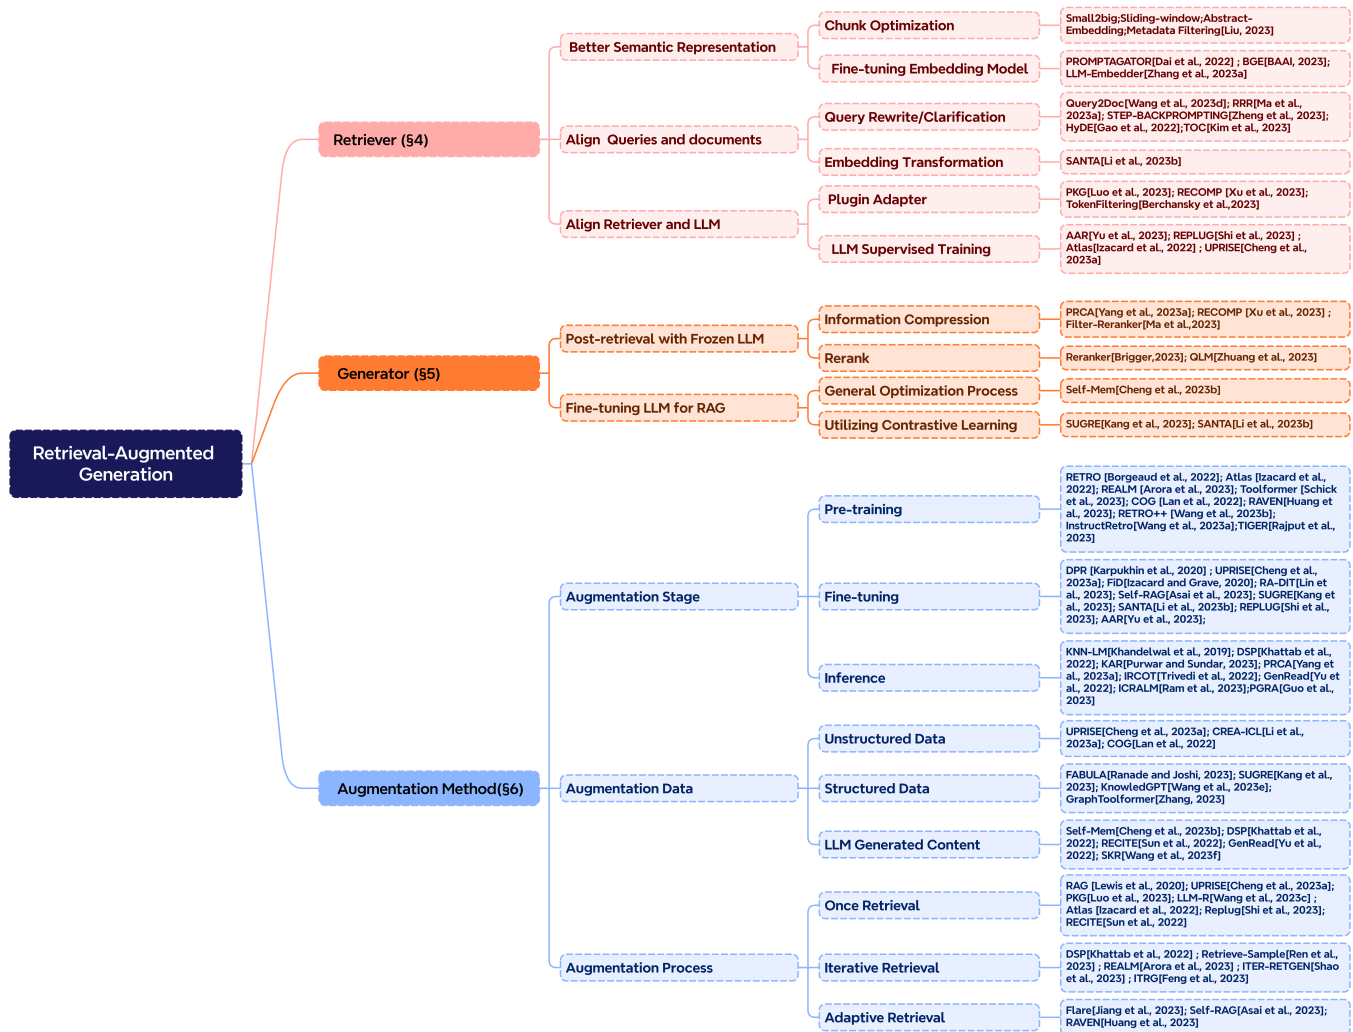 Retrieval-Augmented
Generation
Retriever (§4)
Better Semantic Representation
Chunk Optimization
Small2big;Sliding-window;Abstract-
Embedding;Metadata Filtering[Liu, 2023]
Fine-tuning Embedding Model
PROMPTAGATOR[Dai et al., 2022] ; BGE[BAAI, 2023];
LLM-Embedder[Zhang et al., 2023a]
Align  Queries and documents
Query Rewrite/Clarification
Query2Doc[Wang et al., 2023d]; RRR[Ma et al.,
2023a]; STEP-BACKPROMPTING[Zheng et al., 2023];
HyDE[Gao et al., 2022];TOC[Kim et al., 2023]
Embedding Transformation
SANTA[Li et al., 2023b]
Align Retriever and LLM
Plugin Adapter
PKG[Luo et al., 2023]; RECOMP [Xu et al., 2023];
TokenFiltering[Berchansky et al.,2023]
LLM Supervised Training
AAR[Yu et al., 2023]; REPLUG[Shi et al., 2023] ;
Atlas[Izacard et al., 2022] ; UPRISE[Cheng et al.,
2023a]
Generator (§5)
Post-retrieval with Frozen LLM
Information Compression
PRCA[Yang et al., 2023a]; RECOMP [Xu et al., 2023] ;
Filter-Reranker[Ma et al.,2023]
Rerank
Reranker[Brigger,2023]; QLM[Zhuang et al., 2023]
Fine-tuning LLM for RAG
General Optimization Process
Self-Mem[Cheng et al., 2023b]
Utilizing Contrastive Learning
SUGRE[Kang et al., 2023]; SANTA[Li et al., 2023b]
Augmentation Method(§6)
Augmentation Stage
Pre-training
RETRO [Borgeaud et al., 2022]; Atlas [Izacard et al.,
2022]; REALM [Arora et al., 2023]; Toolformer [Schick
et al., 2023]; COG [Lan et al., 2022]; RAVEN[Huang et
al., 2023]; RETRO++ [Wang et al., 2023b];
InstructRetro[Wang et al., 2023a];TIGER[Rajput et al.,
2023]
Fine-tuning
DPR [Karpukhin et al., 2020] ; UPRISE[Cheng et al.,
2023a]; FiD[Izacard and Grave, 2020]; RA-DIT[Lin et
al., 2023]; Self-RAG[Asai et al., 2023]; SUGRE[Kang et
al., 2023]; SANTA[Li et al., 2023b]; REPLUG[Shi et al.,
2023]; AAR[Yu et al., 2023];
Inference
KNN-LM[Khandelwal et al., 2019]; DSP[Khattab et al.,
2022]; KAR[Purwar and Sundar, 2023]; PRCA[Yang et
al., 2023a]; IRCOT[Trivedi et al., 2022]; GenRead[Yu et
al., 2022]; ICRALM[Ram et al., 2023];PGRA[Guo et al.,
2023]
Augmentation Data
Unstructured Data
UPRISE[Cheng et al., 2023a]; CREA-ICL[Li et al.,
2023a]; COG[Lan et al., 2022]
Structured Data
FABULA[Ranade and Joshi, 2023]; SUGRE[Kang et al.,
2023]; KnowledGPT[Wang et al., 2023e];
GraphToolformer[Zhang, 2023]
LLM Generated Content
Self-Mem[Cheng et al., 2023b]; DSP[Khattab et al.,
2022]; RECITE[Sun et al., 2022]; GenRead[Yu et al.,
2022]; SKR[Wang et al., 2023f]
Augmentation Process
Once Retrieval
RAG [Lewis et al., 2020]; UPRISE[Cheng et al., 2023a];
PKG[Luo et al., 2023]; LLM-R[Wang et al., 2023c] ;
Atlas [Izacard et al., 2022]; Replug[Shi et al., 2023];
RECITE[Sun et al., 2022]
Iterative Retrieval
DSP[Khattab et al., 2022] ; Retrieve-Sample[Ren et al.,
2023] ; REALM[Arora et al., 2023] ; ITER-RETGEN[Shao
et al., 2023] ; ITRG[Feng et al., 2023]
Adaptive Retrieval
Flare[Jiang et al., 2023]; Self-RAG[Asai et al., 2023];
RAVEN[Huang et al., 2023]